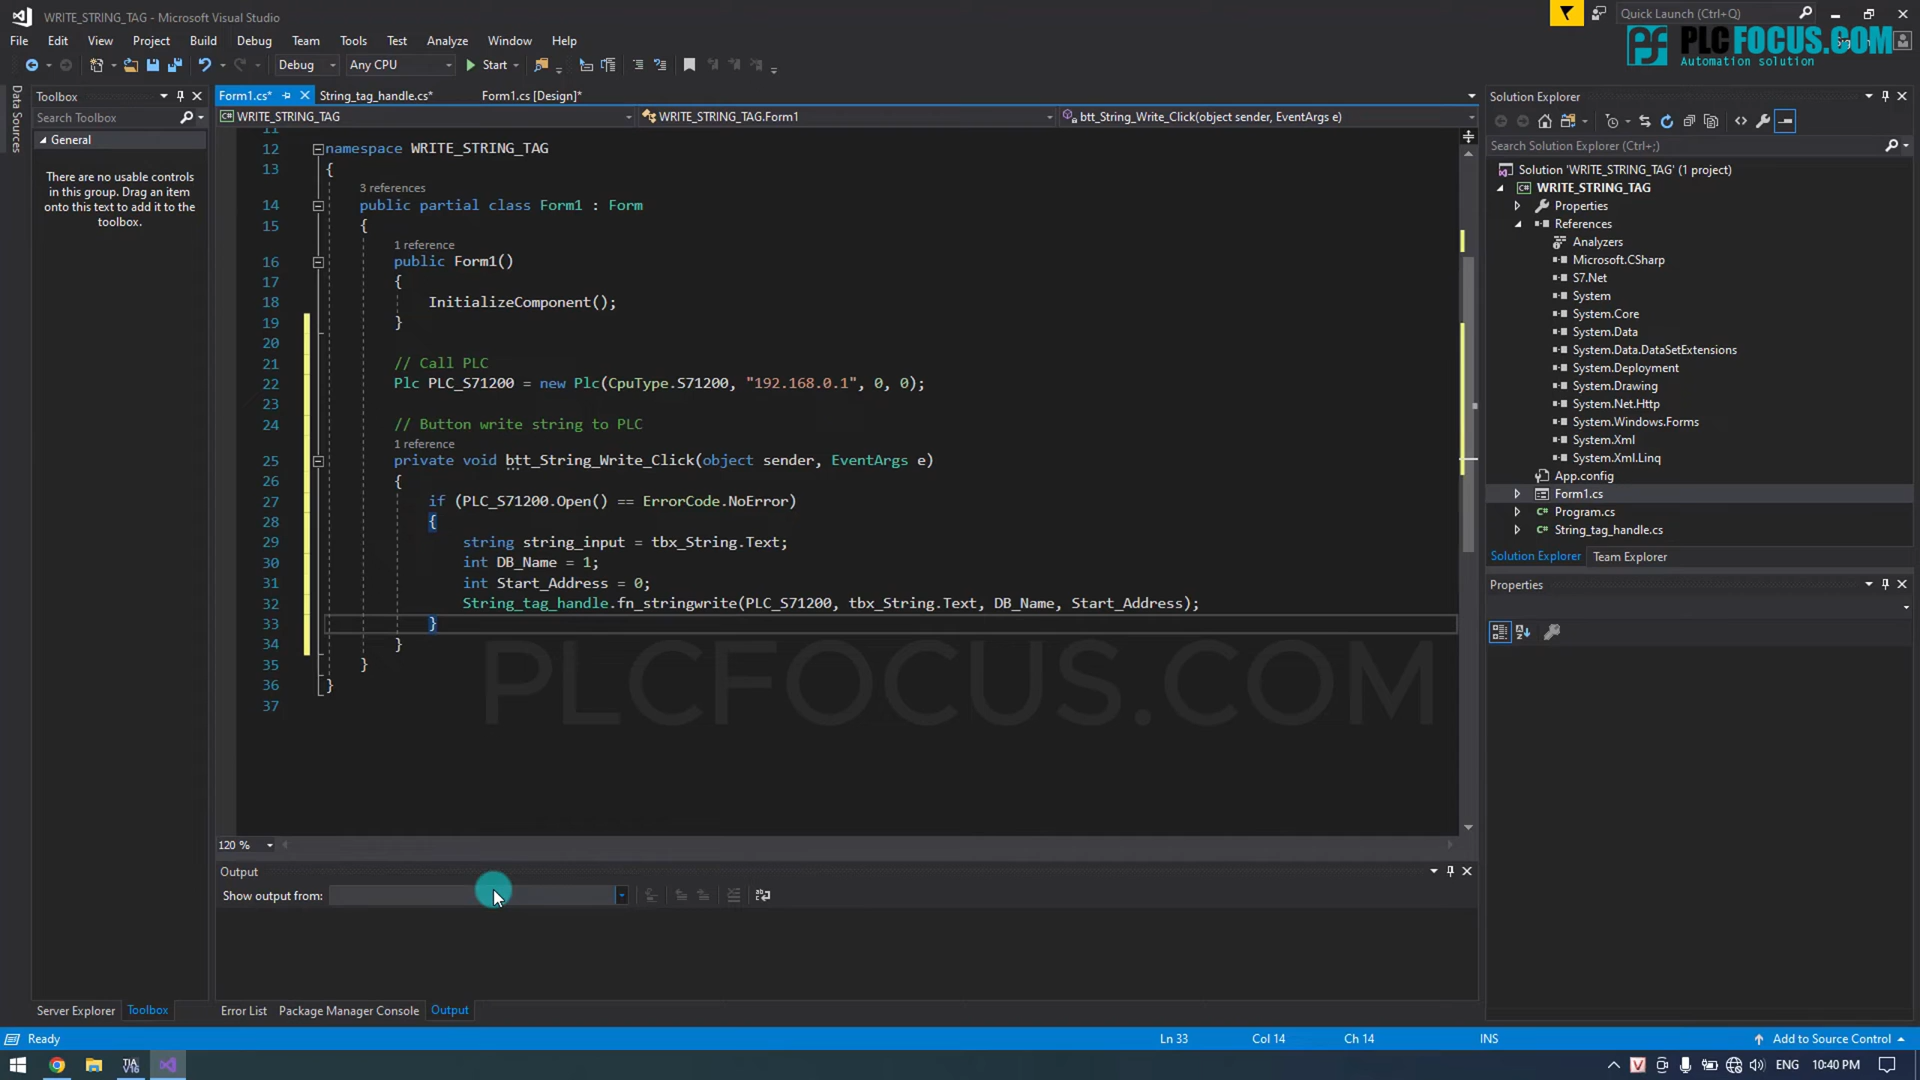 WRITE_STRING_TAG - Microsoft Visual Studio
Quick Launch (Ctrl+Q)
PLCFOCUS.COM
Automation solution
File Edit View Project Build Debug Team Tools Test Analyze Window Help
Debug Any CPU Start
Data Sources
Toolbox
Search Toolbox
General
There are no usable controls
in this group. Drag an item
onto this text to add it to the
toolbox.
Form1.cs* String_tag_handle.cs* Form1.cs [Design]*
WRITE_STRING_TAG WRITE_STRING_TAG.Form1 btt_String_Write_Click(object sender, EventArgs e)
11
12 namespace WRITE_STRING_TAG
13 {
3 references
14 public partial class Form1 : Form
15 {
1 reference
16 public Form1()
17 {
18 InitializeComponent();
19 }
20
21 // Call PLC
22 Plc PLC_S71200 = new Plc(CpuType.S71200, "192.168.0.1", 0, 0);
23
24 // Button write string to PLC
1 reference
25 private void btt_String_Write_Click(object sender, EventArgs e)
26 {
27 if (PLC_S71200.Open() == ErrorCode.NoError)
28 {
29 string string_input = tbx_String.Text;
30 int DB_Name = 1;
31 int Start_Address = 0;
32 String_tag_handle.fn_stringwrite(PLC_S71200, tbx_String.Text, DB_Name, Start_Address);
33 }
34 }
35 }
36 }
37
PLCFOCUS.COM
120 %
Output
Show output from:
Server Explorer Toolbox
Error List Package Manager Console Output
Solution Explorer
Search Solution Explorer (Ctrl+;)
Solution 'WRITE_STRING_TAG' (1 project)
WRITE_STRING_TAG
Properties
References
Analyzers
Microsoft.CSharp
S7.Net
System
System.Core
System.Data
System.Data.DataSetExtensions
System.Deployment
System.Drawing
System.Net.Http
System.Windows.Forms
System.Xml
System.Xml.Linq
App.config
Form1.cs
Program.cs
String_tag_handle.cs
Solution Explorer Team Explorer
Properties
Ready Ln 33 Col 14 Ch 14 INS Add to Source Control
TIA V16 V ENG 10:40 PM